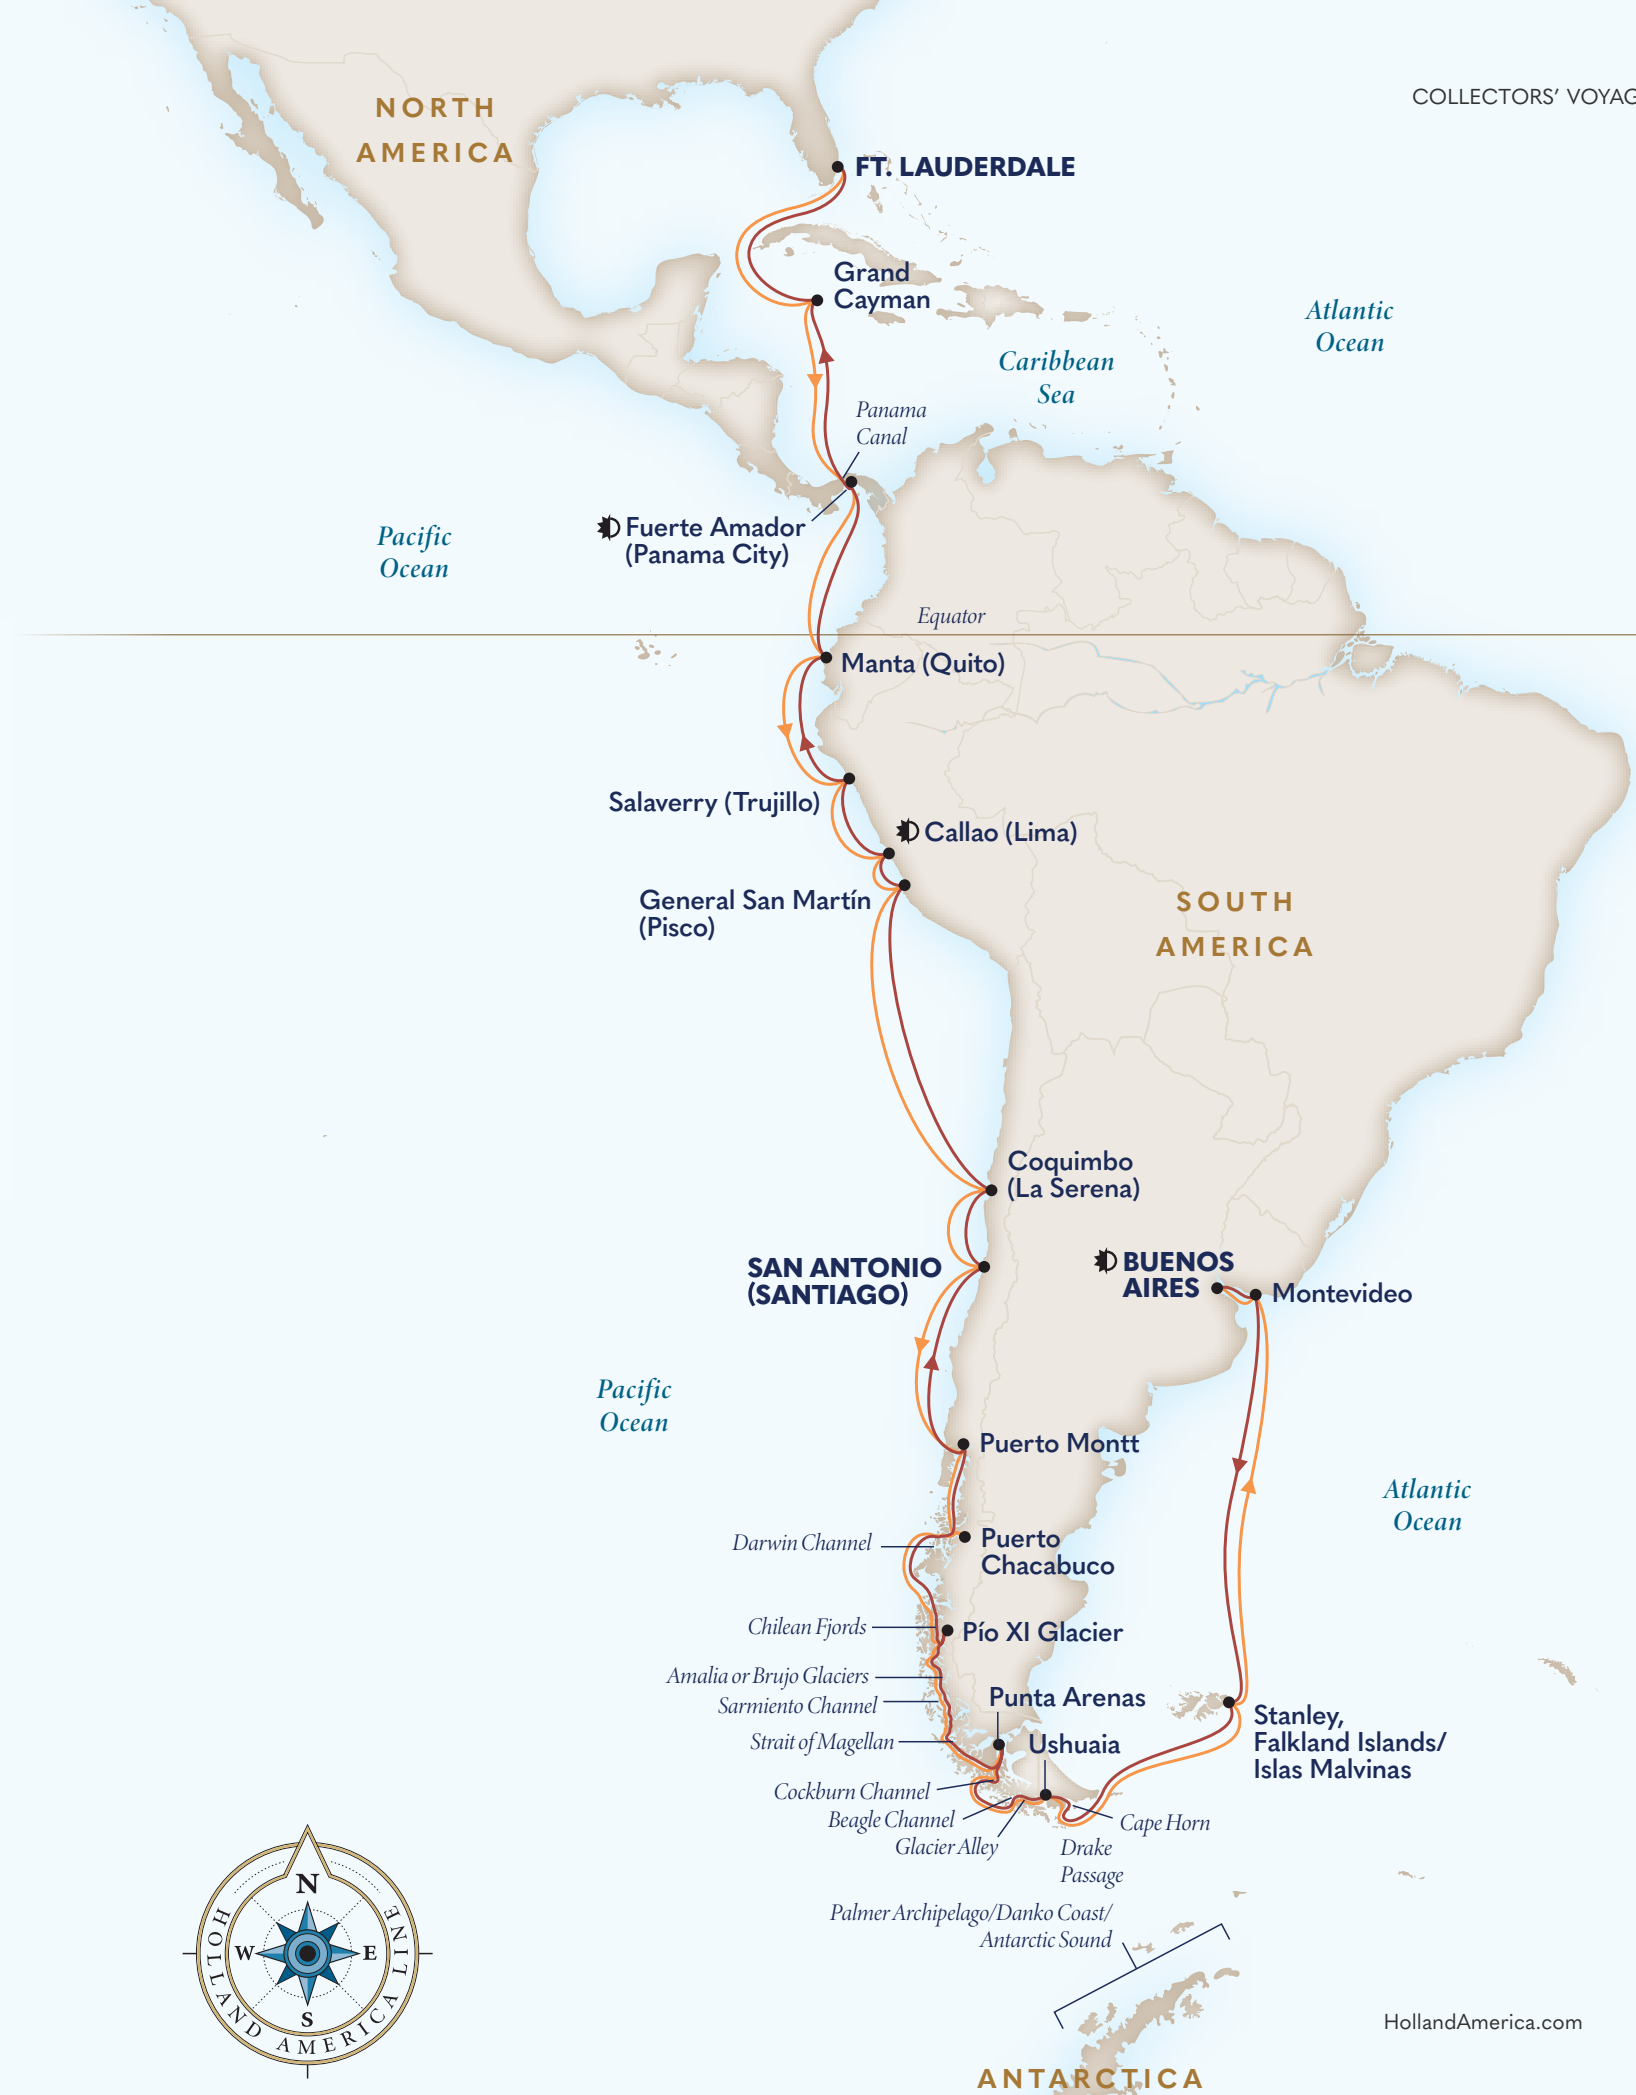 COLLECTORS’ VOYAG
NORTH
AMERICA
FT. LAUDERDALE
Grand
Cayman
Atlantic
Ocean
Caribbean
Sea
Panama
Canal
Fuerte Amador
(Panama City)
Pacific
Ocean
Equator
Manta (Quito)
Salaverry (Trujillo)
Callao (Lima)
General San Martín
(Pisco)
SOUTH
AMERICA
Coquimbo
(La Serena)
SAN ANTONIO
(SANTIAGO)
BUENOS
AIRES
Montevideo
Pacific
Ocean
Puerto Montt
Atlantic
Ocean
Darwin Channel
Puerto
Chacabuco
Chilean Fjords
Pío XI Glacier
Amalia or Brujo Glaciers
Sarmiento Channel
Punta Arenas
Strait of Magellan
Ushuaia
Stanley,
Falkland Islands/
Islas Malvinas
Cockburn Channel
Beagle Channel
Glacier Alley
Cape Horn
Drake
Passage
Palmer Archipelago/Danko Coast/
Antarctic Sound
N
W
E
S
HOLLAND AMERICA LINE
HollandAmerica.com
ANTARCTICA